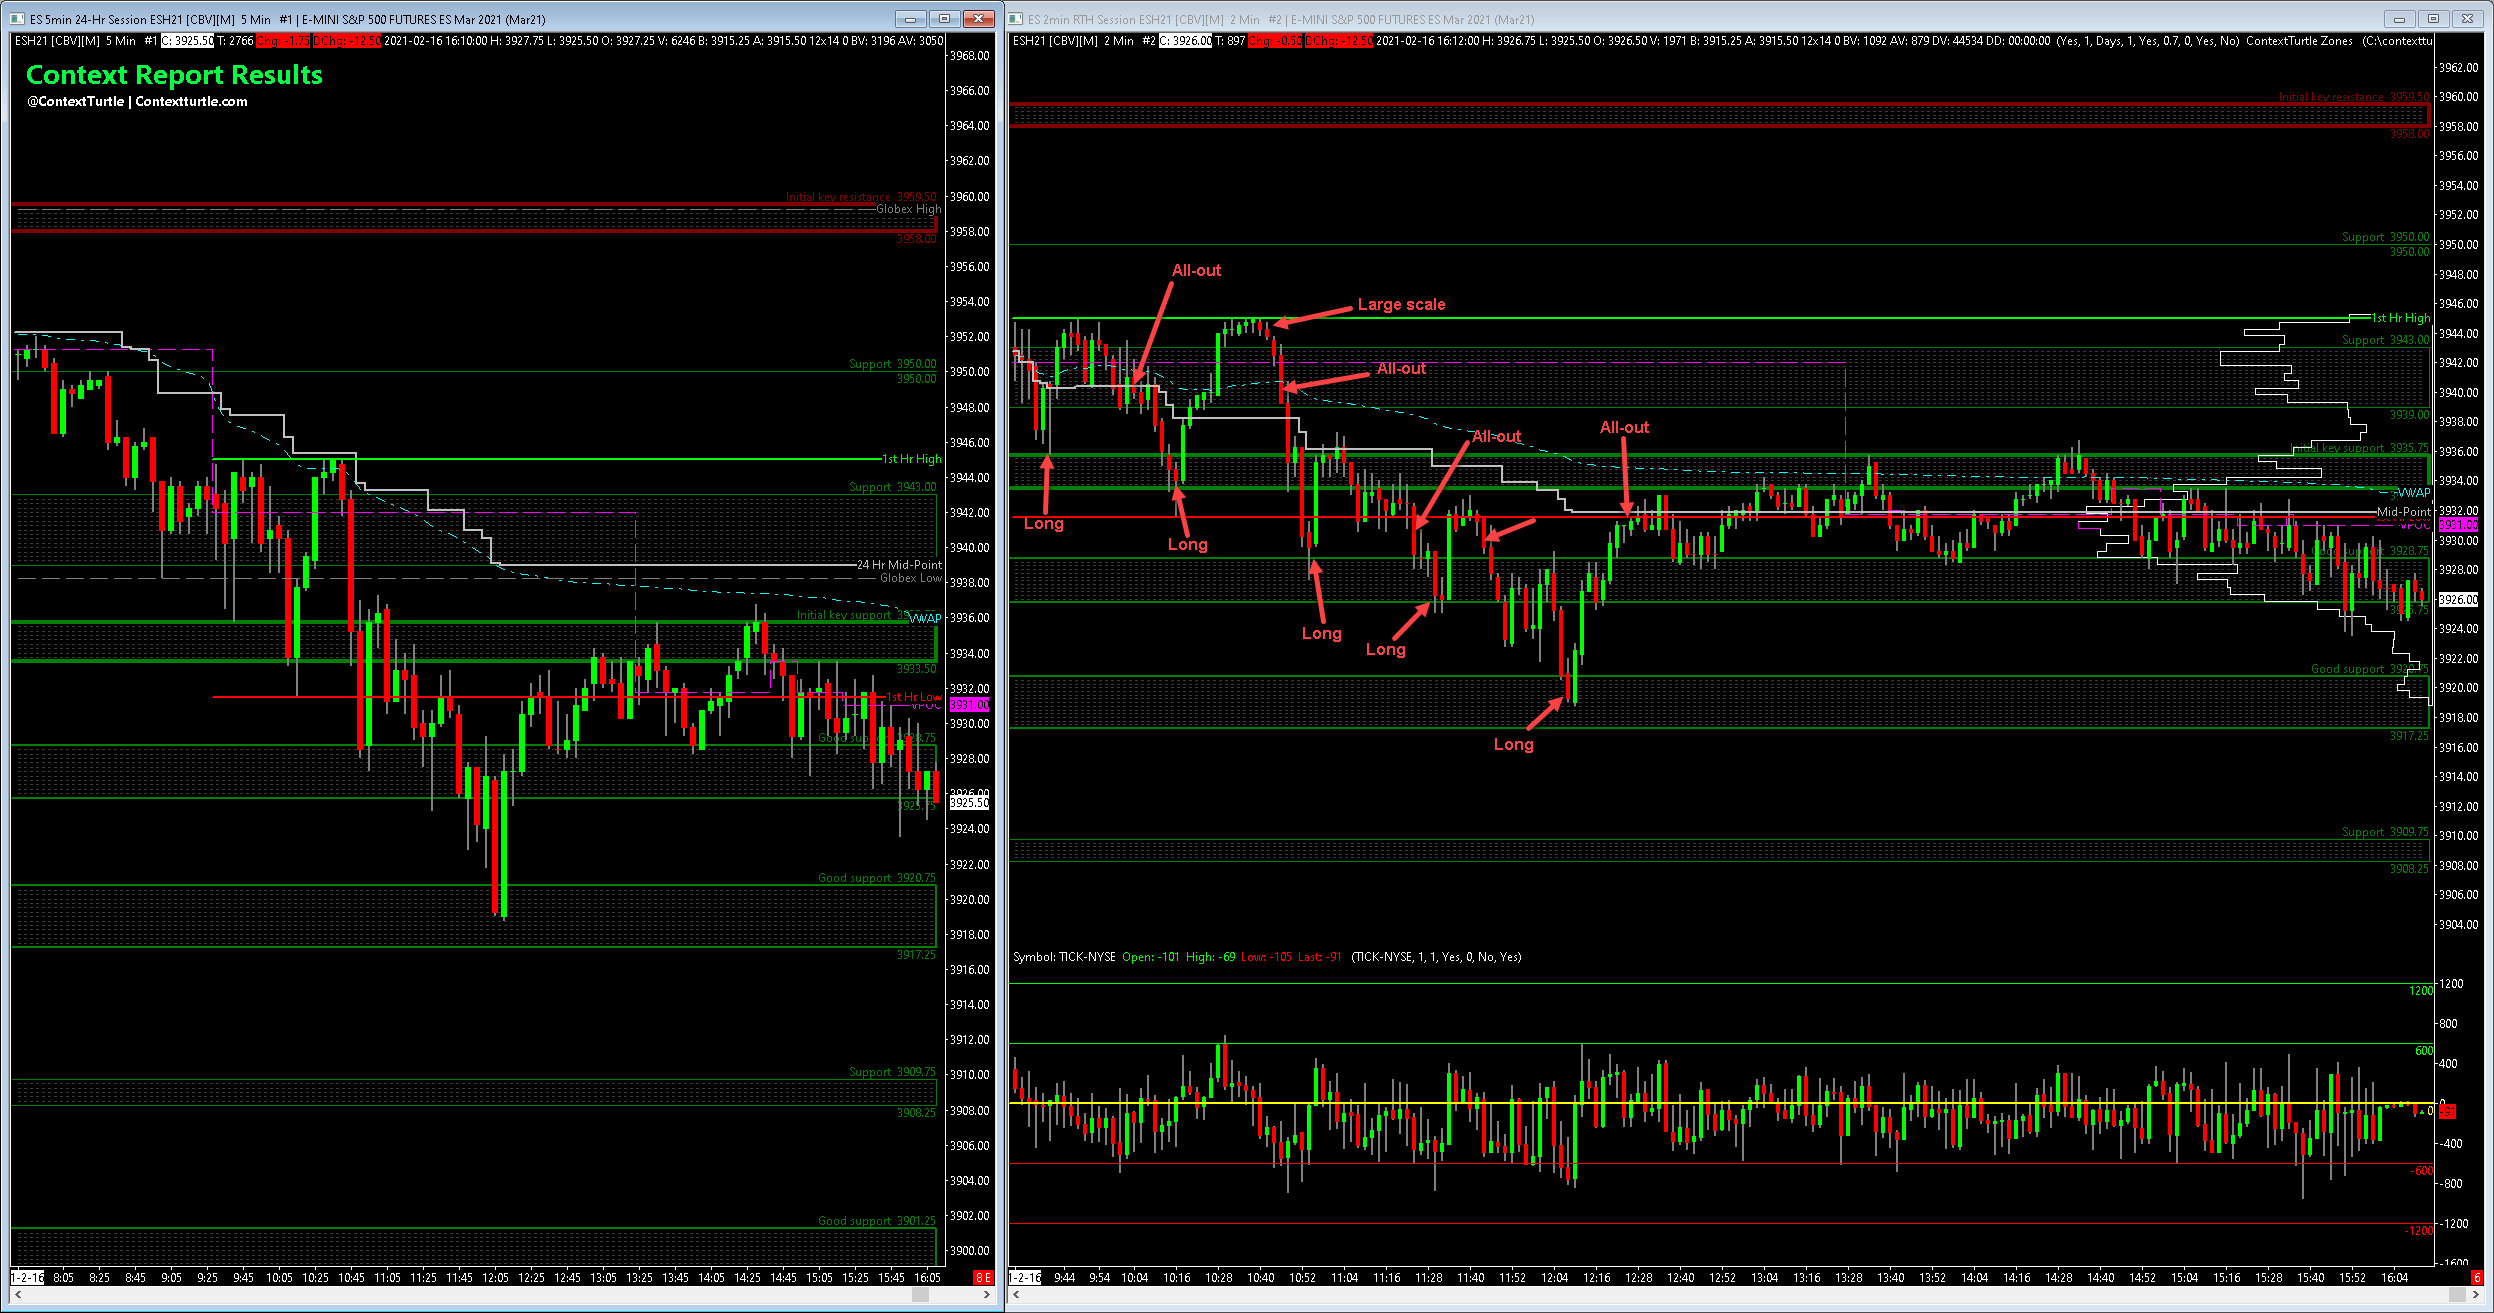 ES 5min 24-Hr Session ESH21 [CBV][M] 5 Min #1 | E-MINI S&P 500 FUTURES ES Mar 2021 (Mar21)
ESH21 [CBV][M] 5 Min #1 C: 3925.50 T: 2766 Chg: -1.75 DChg: -12.50 2021-02-16 16:10:00 H: 3927.75 L: 3925.50 O: 3927.25 V: 6246 B: 3915.25 A: 3915.50 12x14 0 BV: 3196 AV: 3050
Context Report Results
@ContextTurtle | Contextturtle.com
Initial key resistance 3959.50
Globex High
3958.00
Support 3950.00
3950.00
1st Hr High
Support 3943.00
24 Hr Mid-Point
Globex Low
Initial key support
VWAP
3933.50
1st Hr Low
VPOC
Good support 3928.75
3925.75
Good support 3920.75
3917.25
Support 3909.75
3908.25
Good support 3901.25
3968.00
3966.00
3964.00
3962.00
3960.00
3958.00
3956.00
3954.00
3952.00
3950.00
3948.00
3946.00
3944.00
3942.00
3940.00
3938.00
3936.00
3934.00
3932.00
3931.00
3930.00
3928.00
3926.00
3925.50
3924.00
3922.00
3920.00
3918.00
3916.00
3914.00
3912.00
3910.00
3908.00
3906.00
3904.00
3902.00
3900.00
1-2-16 8:05 8:25 8:45 9:05 9:25 9:45 10:05 10:25 10:45 11:05 11:25 11:45 12:05 12:25 12:45 13:05 13:25 13:45 14:05 14:25 14:45 15:05 15:25 15:45 16:05 8 E
ES 2min RTH Session ESH21 [CBV][M] 2 Min #2 | E-MINI S&P 500 FUTURES ES Mar 2021 (Mar21)
ESH21 [CBV][M] 2 Min #2 C: 3926.00 T: 897 Chg: -0.50 DChg: -12.50 2021-02-16 16:12:00 H: 3926.75 L: 3925.50 O: 3926.50 V: 1971 B: 3915.25 A: 3915.50 12x14 0 BV: 1092 AV: 879 DV: 44534 DD: 00:00:00 (Yes, 1, Days, 1, Yes, 0.7, 0, Yes, No) ContextTurtle Zones (C:\contexttu
Initial key resistance 3959.50
3958.00
Support 3950.00
3950.00
All-out
Large scale
1st Hr High
Support 3943.00
All-out
3939.00
All-out
All-out
Initial key support 3935.75
VWAP
Mid-Point
VPOC
Long
Long
Good support 3928.75
3925.75
Long
Long
Good support
3917.25
Long
Support 3909.75
3908.25
3962.00
3960.00
3958.00
3956.00
3954.00
3952.00
3950.00
3948.00
3946.00
3944.00
3942.00
3940.00
3938.00
3936.00
3934.00
3932.00
3931.00
3930.00
3928.00
3926.00
3924.00
3922.00
3920.00
3918.00
3916.00
3914.00
3912.00
3910.00
3908.00
3906.00
3904.00
Symbol: TICK-NYSE Open: -101 High: -69 Low: -105 Last: -91 (TICK-NYSE, 1, 1, Yes, 0, No, Yes)
1200
600
0
-600
-1200
1200
800
400
0
-91
-400
-800
-1200
-1600
1-2-16 9:44 9:54 10:04 10:16 10:28 10:40 10:52 11:04 11:16 11:28 11:40 11:52 12:04 12:16 12:28 12:40 12:52 13:04 13:16 13:28 13:40 13:52 14:04 14:16 14:28 14:40 14:52 15:04 15:16 15:28 15:40 15:52 16:04 6